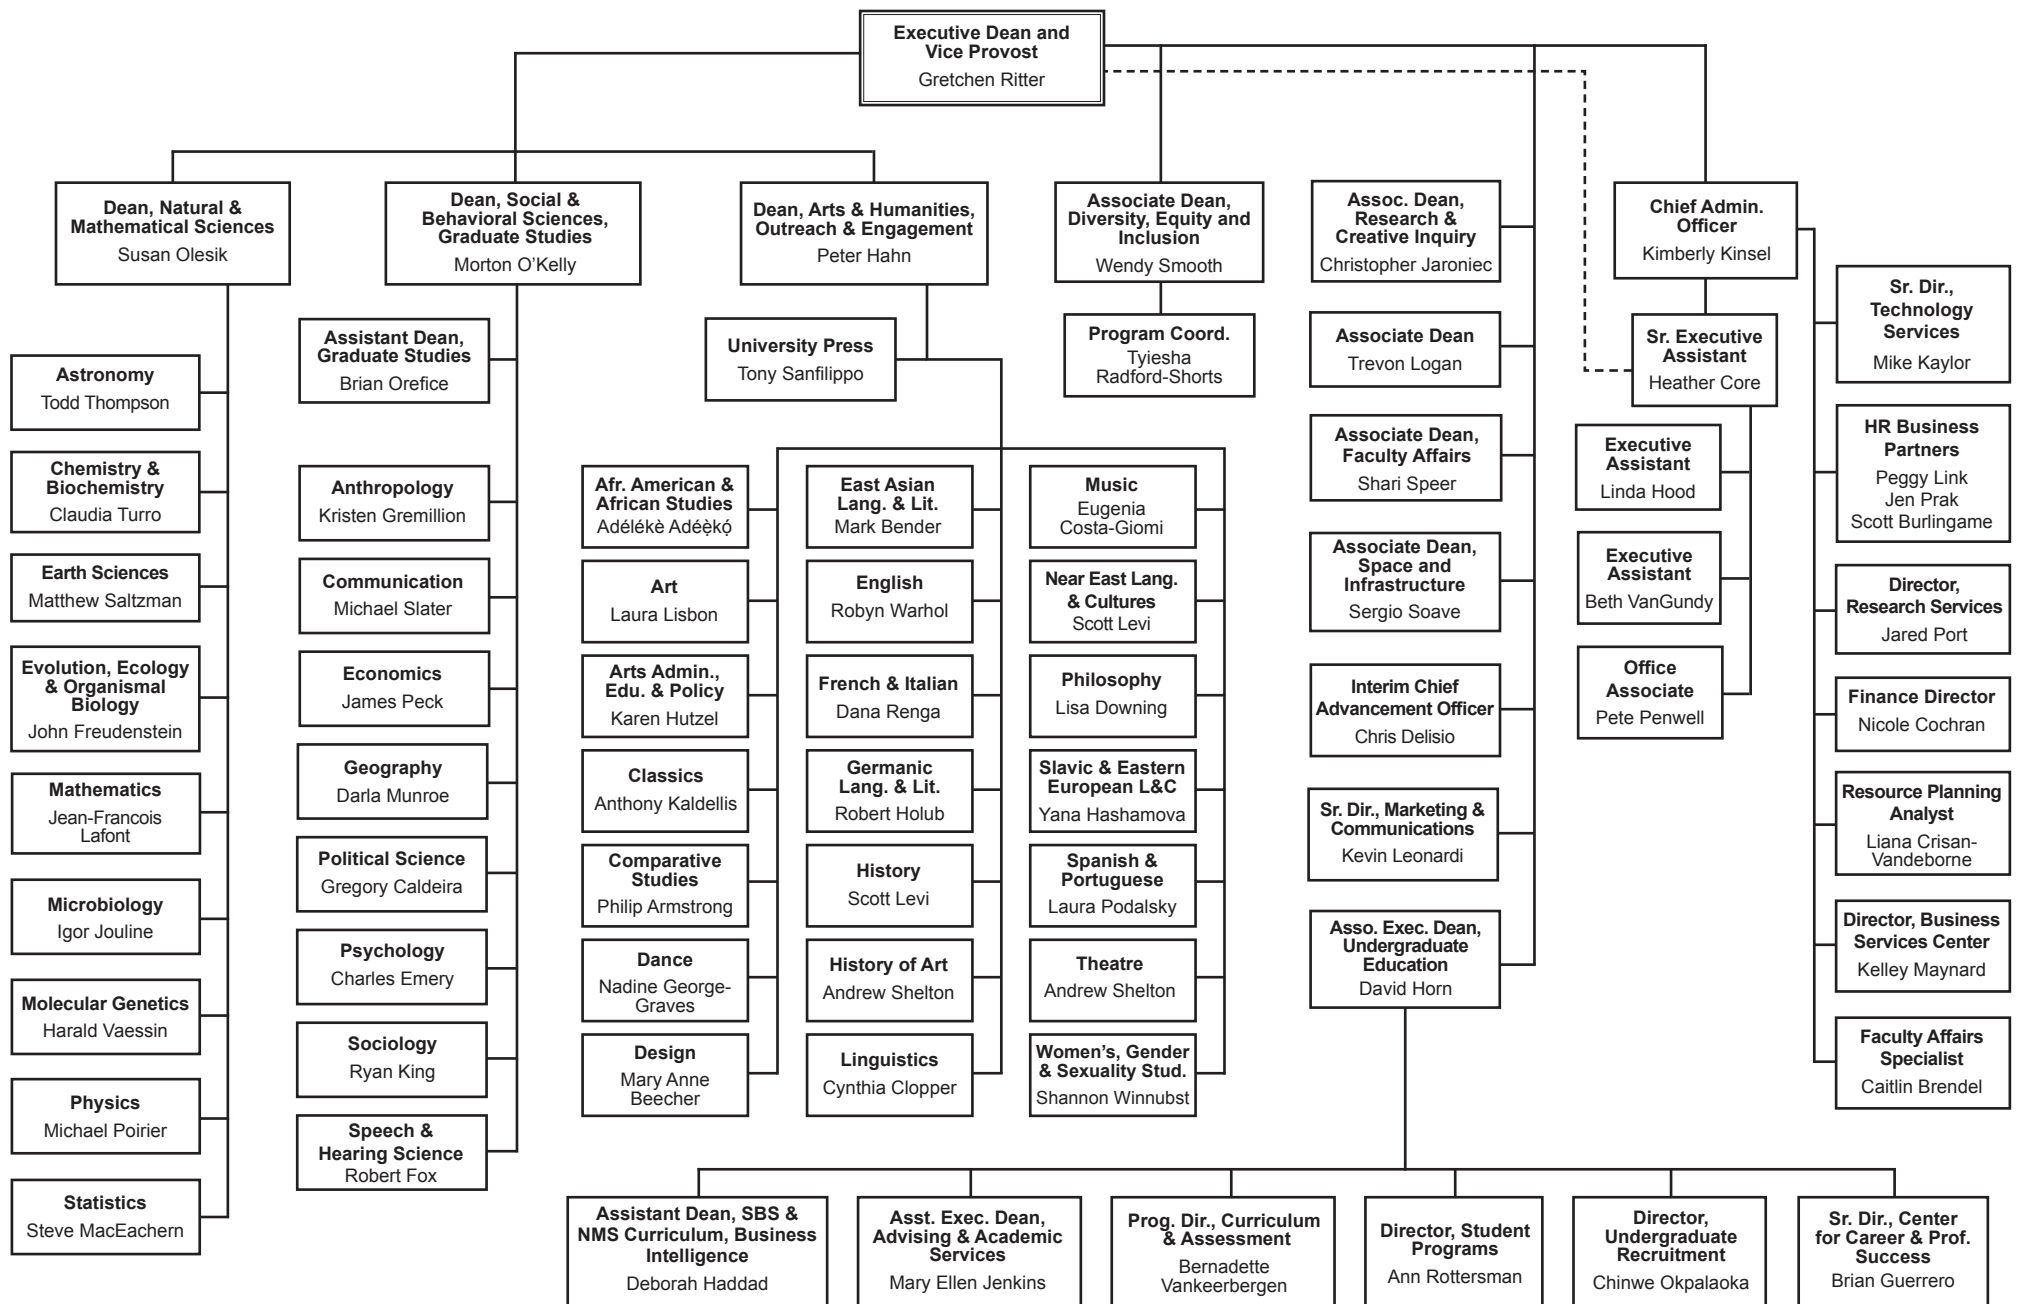 Executive Dean and
Vice Provost
Gretchen Ritter
Dean, Natural &
Mathematical Sciences
Susan Olesik
Dean, Social &
Behavioral Sciences,
Graduate Studies
Morton O’Kelly
Dean, Arts & Humanities,
Outreach & Engagement
Peter Hahn
Associate Dean,
Diversity, Equity and
Inclusion
Wendy Smooth
Assoc. Dean,
Research &
Creative Inquiry
Christopher Jaroniec
Chief Admin.
Officer
Kimberly Kinsel
Astronomy
Todd Thompson
Chemistry &
Biochemistry
Claudia Turro
Earth Sciences
Matthew Saltzman
Evolution, Ecology
& Organismal
Biology
John Freudenstein
Mathematics
Jean-Francois
Lafont
Microbiology
Igor Jouline
Molecular Genetics
Harald Vaessin
Physics
Michael Poirier
Statistics
Steve MacEachern
Assistant Dean,
Graduate Studies
Brian Orefice
Anthropology
Kristen Gremillion
Communication
Michael Slater
Economics
James Peck
Geography
Darla Munroe
Political Science
Gregory Caldeira
Psychology
Charles Emery
Sociology
Ryan King
Speech &
Hearing Science
Robert Fox
University Press
Tony Sanfilippo
Afr. American &
African Studies
Adélékè Adéẹ̀kọ́
Art
Laura Lisbon
Arts Admin.,
Edu. & Policy
Karen Hutzel
Classics
Anthony Kaldellis
Comparative
Studies
Philip Armstrong
Dance
Nadine George-
Graves
Design
Mary Anne
Beecher
East Asian
Lang. & Lit.
Mark Bender
English
Robyn Warhol
French & Italian
Dana Renga
Germanic
Lang. & Lit.
Robert Holub
History
Scott Levi
History of Art
Andrew Shelton
Linguistics
Cynthia Clopper
Music
Eugenia
Costa-Giomi
Near East Lang.
& Cultures
Scott Levi
Philosophy
Lisa Downing
Slavic & Eastern
European L&C
Yana Hashamova
Spanish &
Portuguese
Laura Podalsky
Theatre
Andrew Shelton
Women’s, Gender
& Sexuality Stud.
Shannon Winnubst
Program Coord.
Tyiesha
Radford-Shorts
Associate Dean
Trevon Logan
Associate Dean,
Faculty Affairs
Shari Speer
Associate Dean,
Space and
Infrastructure
Sergio Soave
Interim Chief
Advancement Officer
Chris Delisio
Sr. Dir., Marketing &
Communications
Kevin Leonardi
Asso. Exec. Dean,
Undergraduate
Education
David Horn
Sr. Executive
Assistant
Heather Core
Executive
Assistant
Linda Hood
Executive
Assistant
Beth VanGundy
Office
Associate
Pete Penwell
Sr. Dir.,
Technology
Services
Mike Kaylor
HR Business
Partners
Peggy Link
Jen Prak
Scott Burlingame
Director,
Research Services
Jared Port
Finance Director
Nicole Cochran
Resource Planning
Analyst
Liana Crisan-
Vandeborne
Director, Business
Services Center
Kelley Maynard
Faculty Affairs
Specialist
Caitlin Brendel
Assistant Dean, SBS &
NMS Curriculum, Business
Intelligence
Deborah Haddad
Asst. Exec. Dean,
Advising & Academic
Services
Mary Ellen Jenkins
Prog. Dir., Curriculum
& Assessment
Bernadette
Vankeerbergen
Director, Student
Programs
Ann Rottersman
Director,
Undergraduate
Recruitment
Chinwe Okpalaoka
Sr. Dir., Center
for Career & Prof.
Success
Brian Guerrero